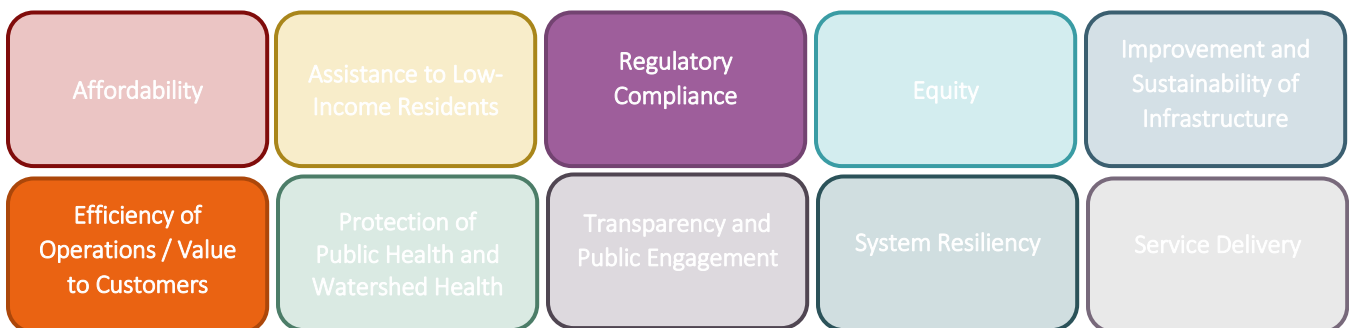 Affordability
Assistance to Low-
Income Residents
Regulatory
Compliance
Equity
Improvement and
Sustainability of
Infrastructure
Efficiency of
Operations / Value
to Customers
Protection of
Public Health and
Watershed Health
Transparency and
Public Engagement
System Resiliency
Service Delivery